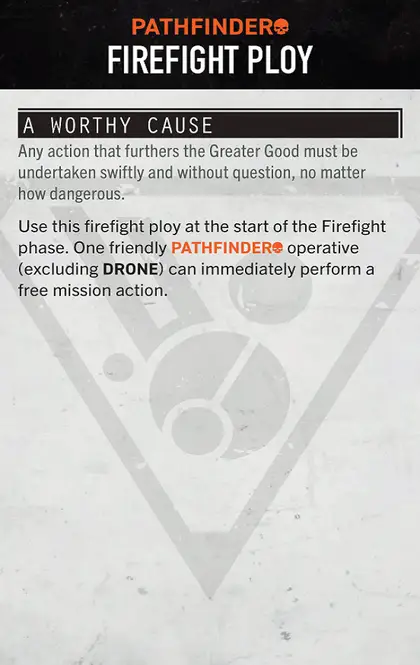 PATHFINDER
FIREFIGHT PLOY
A WORTHY CAUSE
Any action that furthers the Greater Good must be
undertaken swiftly and without question, no matter
how dangerous.
Use this firefight ploy at the start of the Firefight
phase. One friendly PATHFINDER operative
(excluding DRONE) can immediately perform a
free mission action.